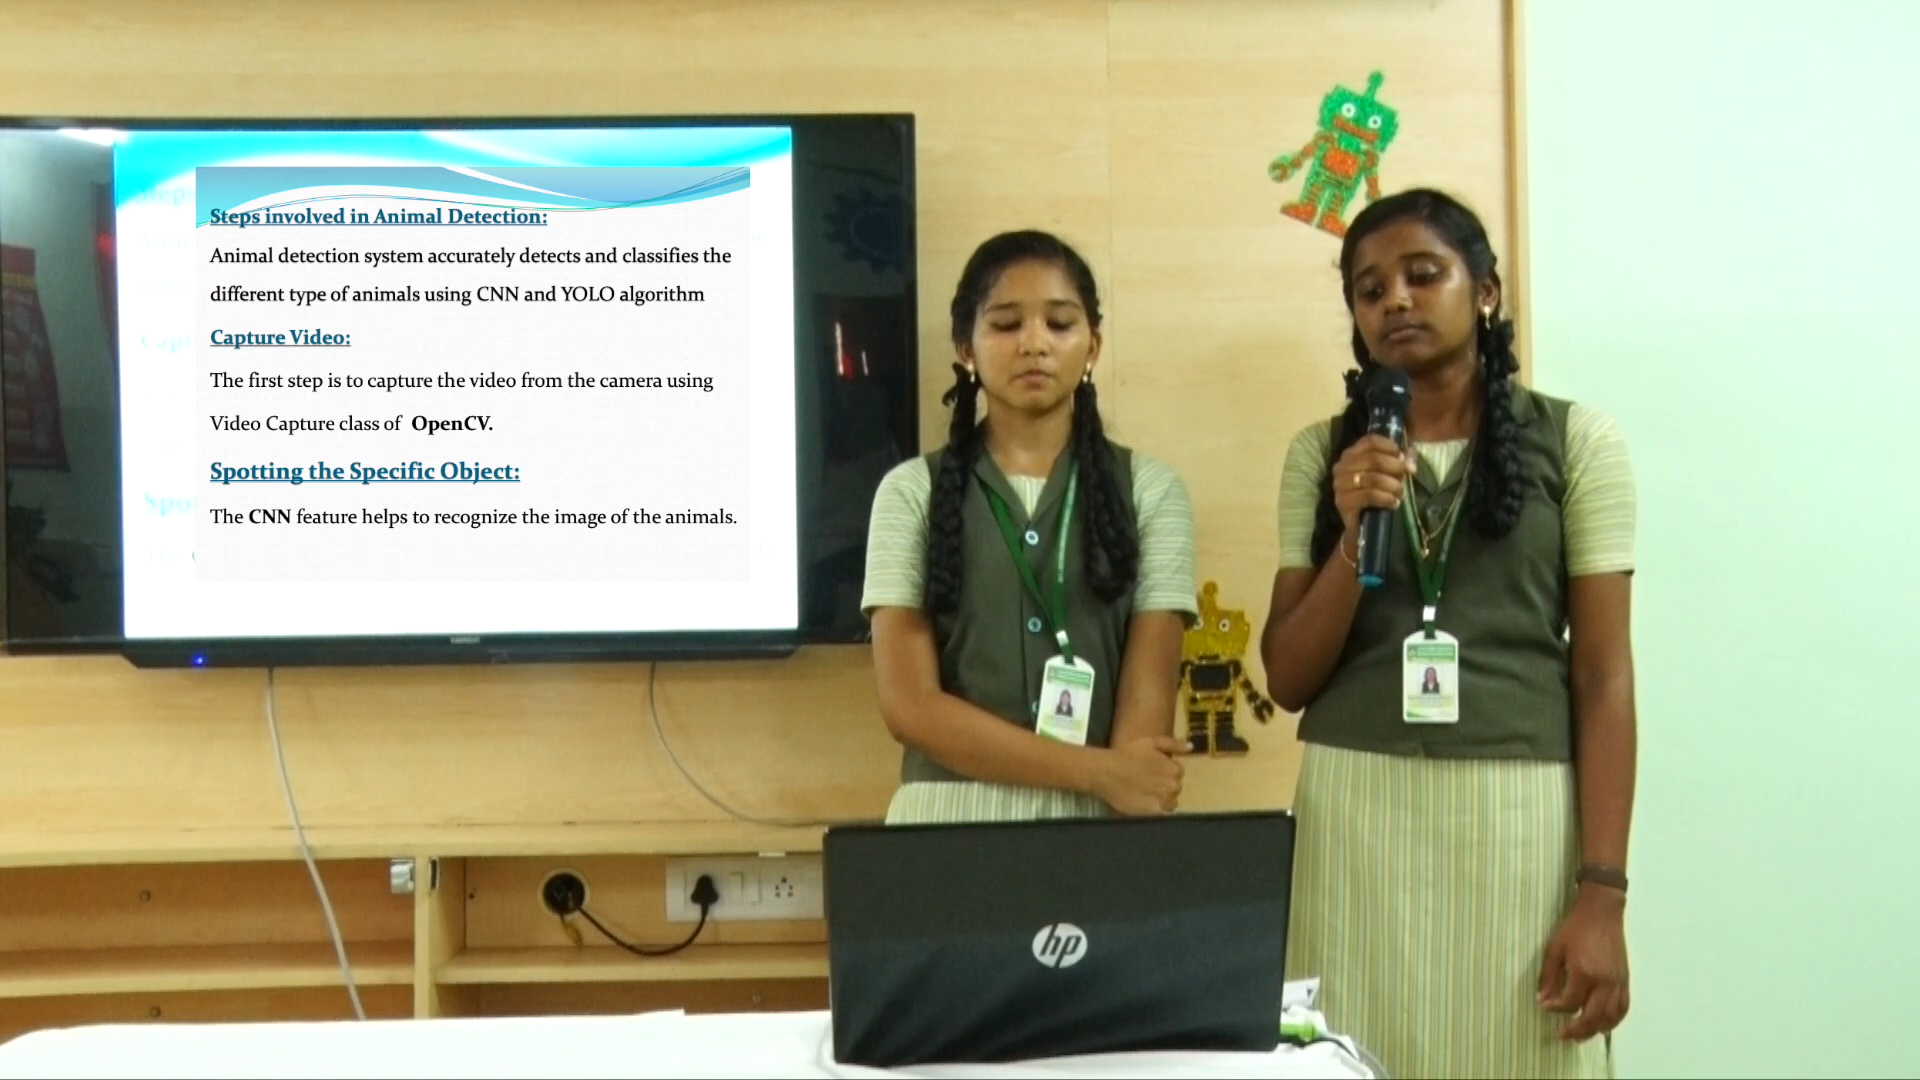 Steps involved in Animal Detection:
Animal detection system accurately detects and classifies the
different type of animals using CNN and YOLO algorithm
Capture Video:
The first step is to capture the video from the camera using
Video Capture class of OpenCV.
Spotting the Specific Object:
The CNN feature helps to recognize the image of the animals.
hp